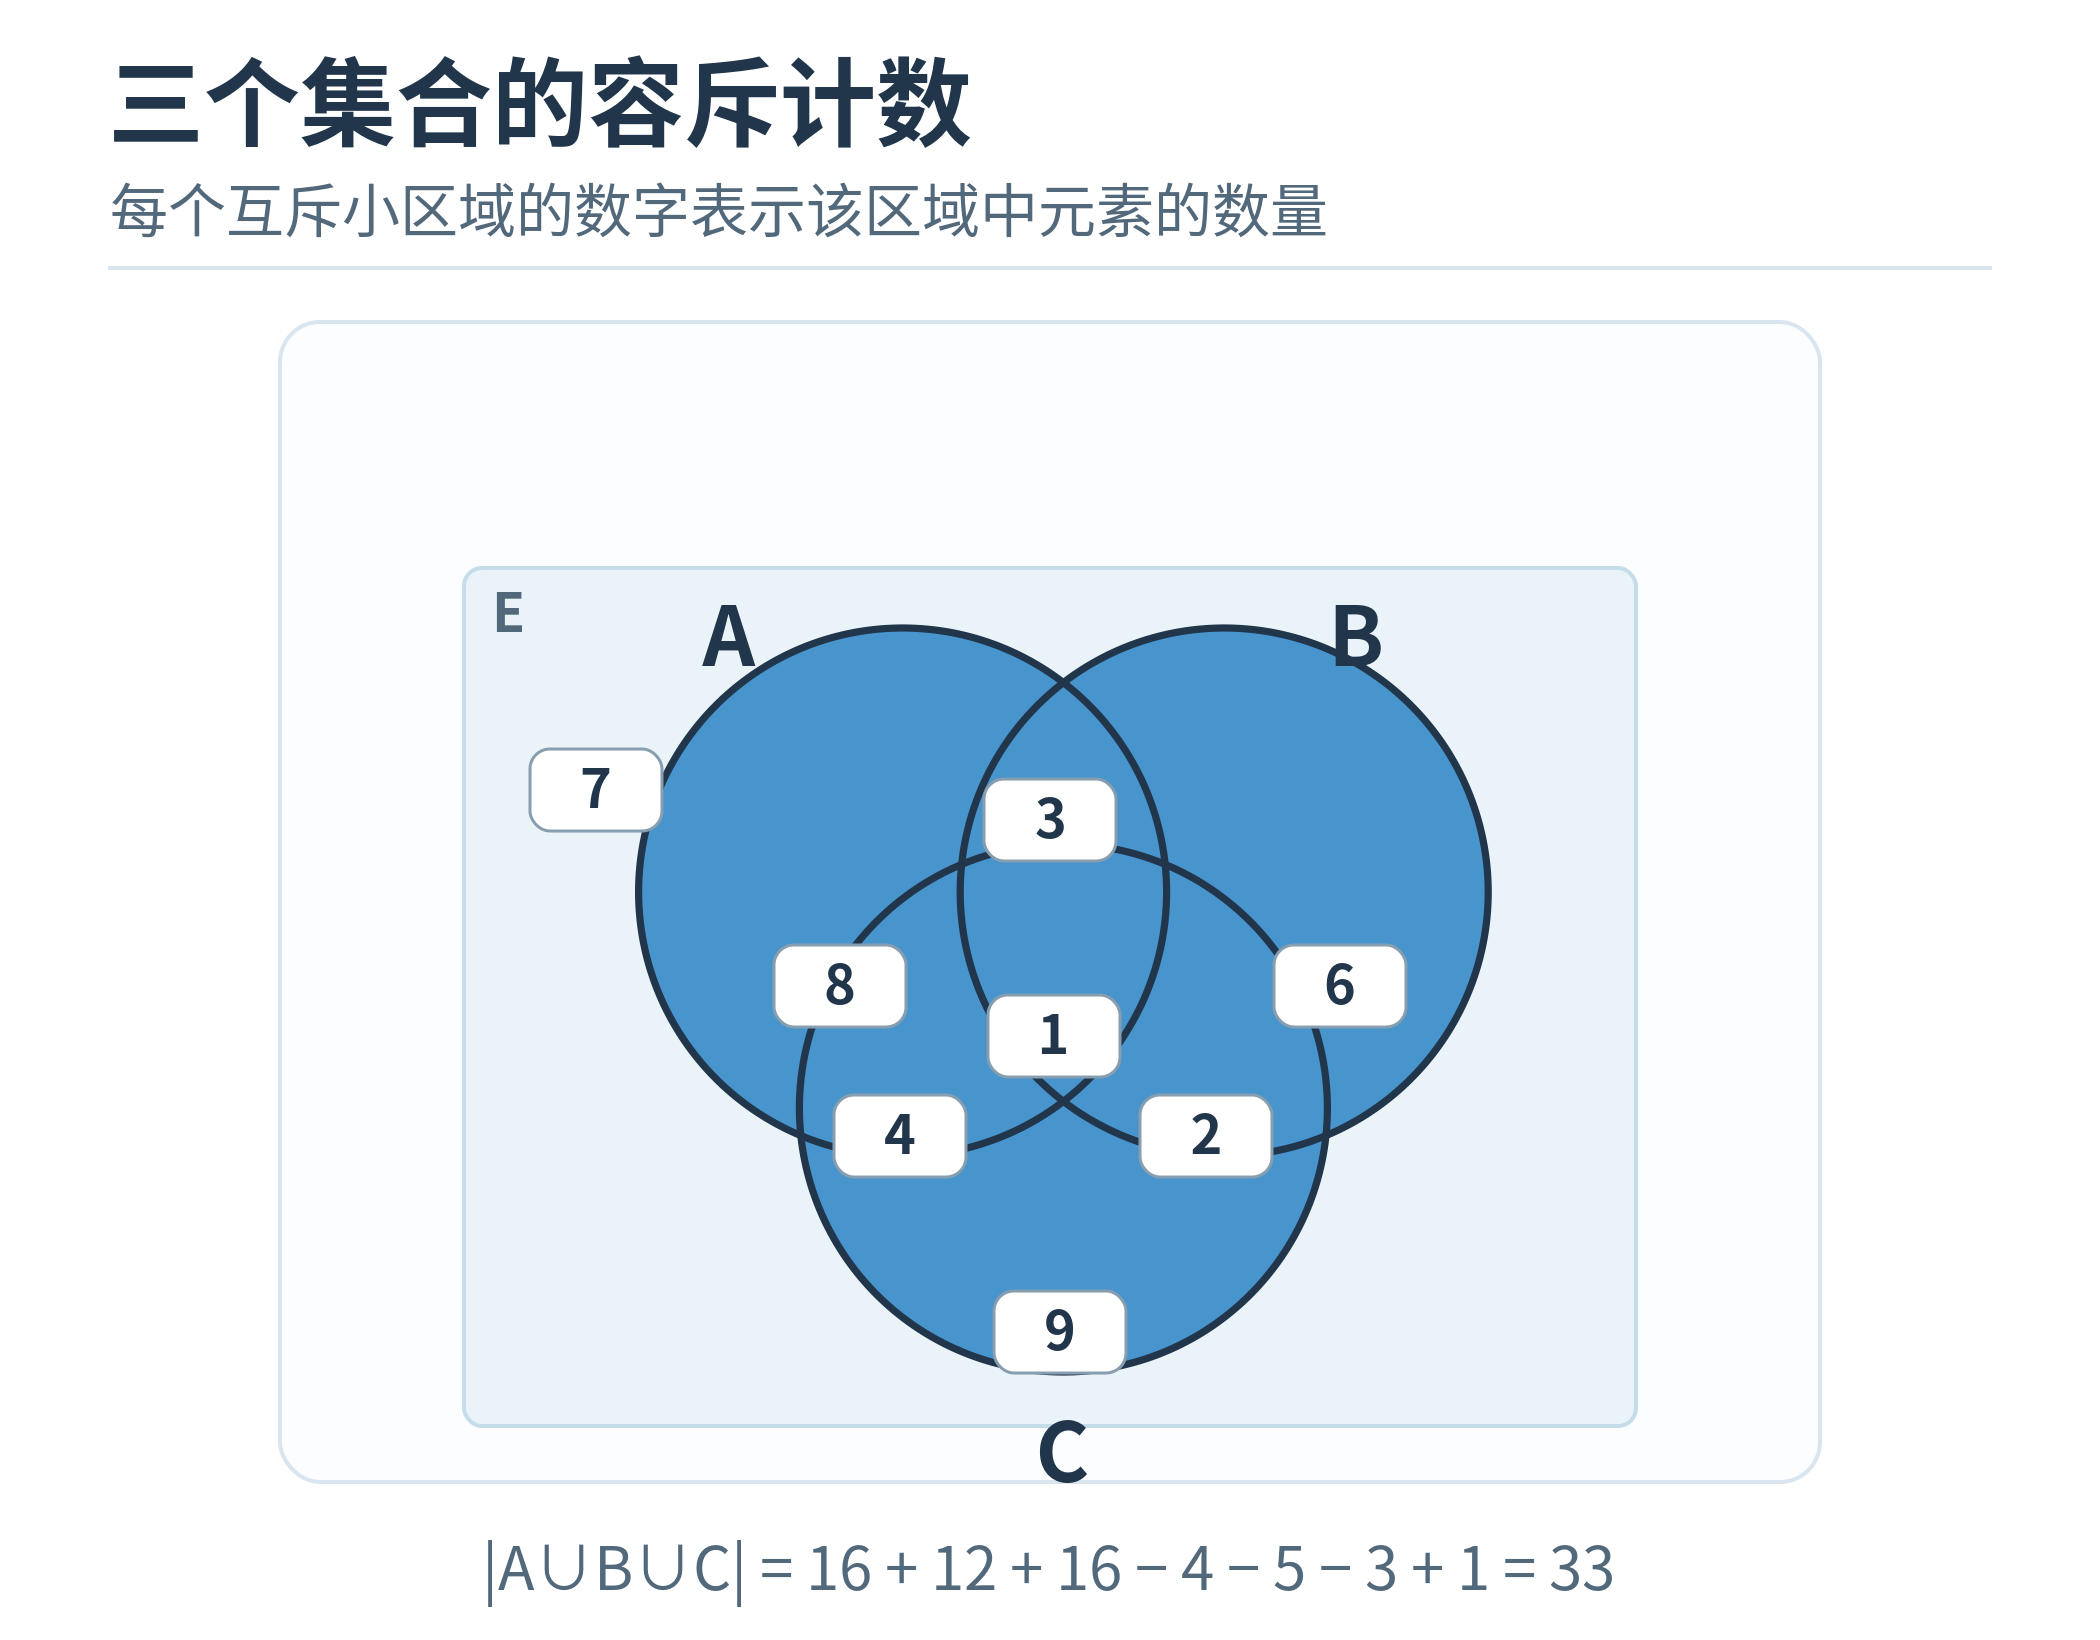 三个集合的容斥计数
每个互斥小区域的数字表示该区域中元素的数量
E
A
B
7
3
8
6
1
4
2
9
C
|A∪B∪C| = 16 + 12 + 16 − 4 − 5 − 3 + 1 = 33